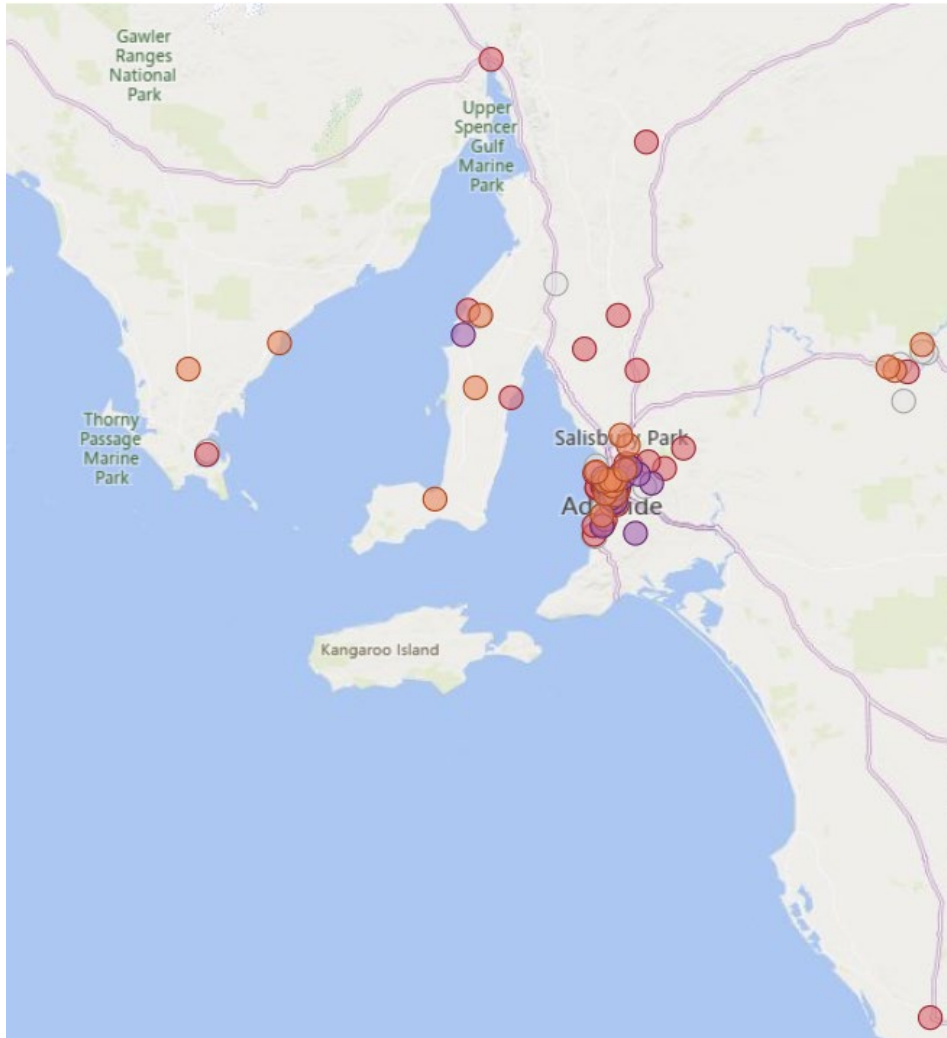 Gawler
Ranges
National
Park
Upper
Spencer
Gulf
Marine
Park
Thorny
Passage
Marine
Park
Salisbury Park
Kangaroo Island